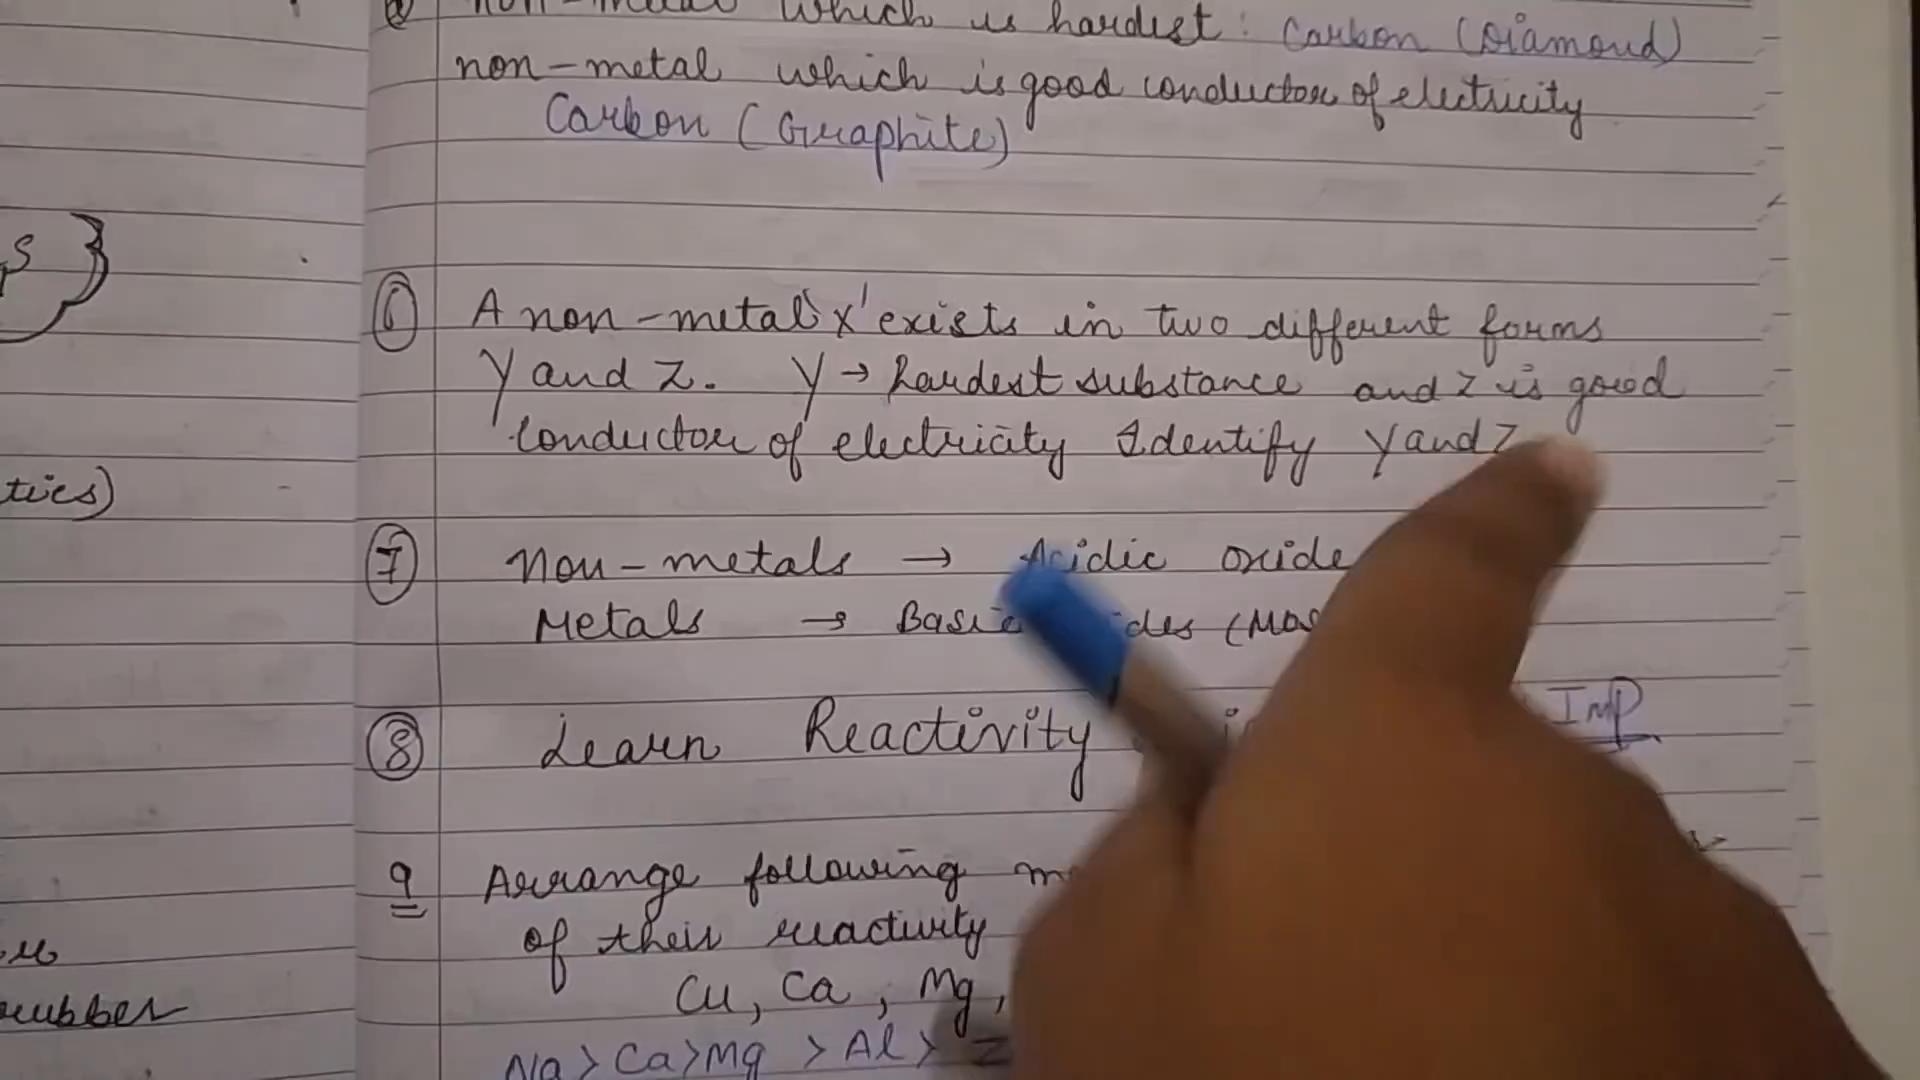 non-metal which is hardest : Carbon (Diamond)
non-metal which is good conductor of electricity
Carbon (Graphite)
s }
⑥ A non-metal 'x' exists in two different forms
Y and Z. Y → hardest substance and Z is good
conductor of electricity Identify Y and Z
ties)
⑦ Non-metals → Acidic oxide
Metals → Basic
⑧ Learn Reactivity
IMP
9 Arrange following
of their reactivity
Cu, Ca, Mg,
rubber
Na > Ca > Mg > Al >